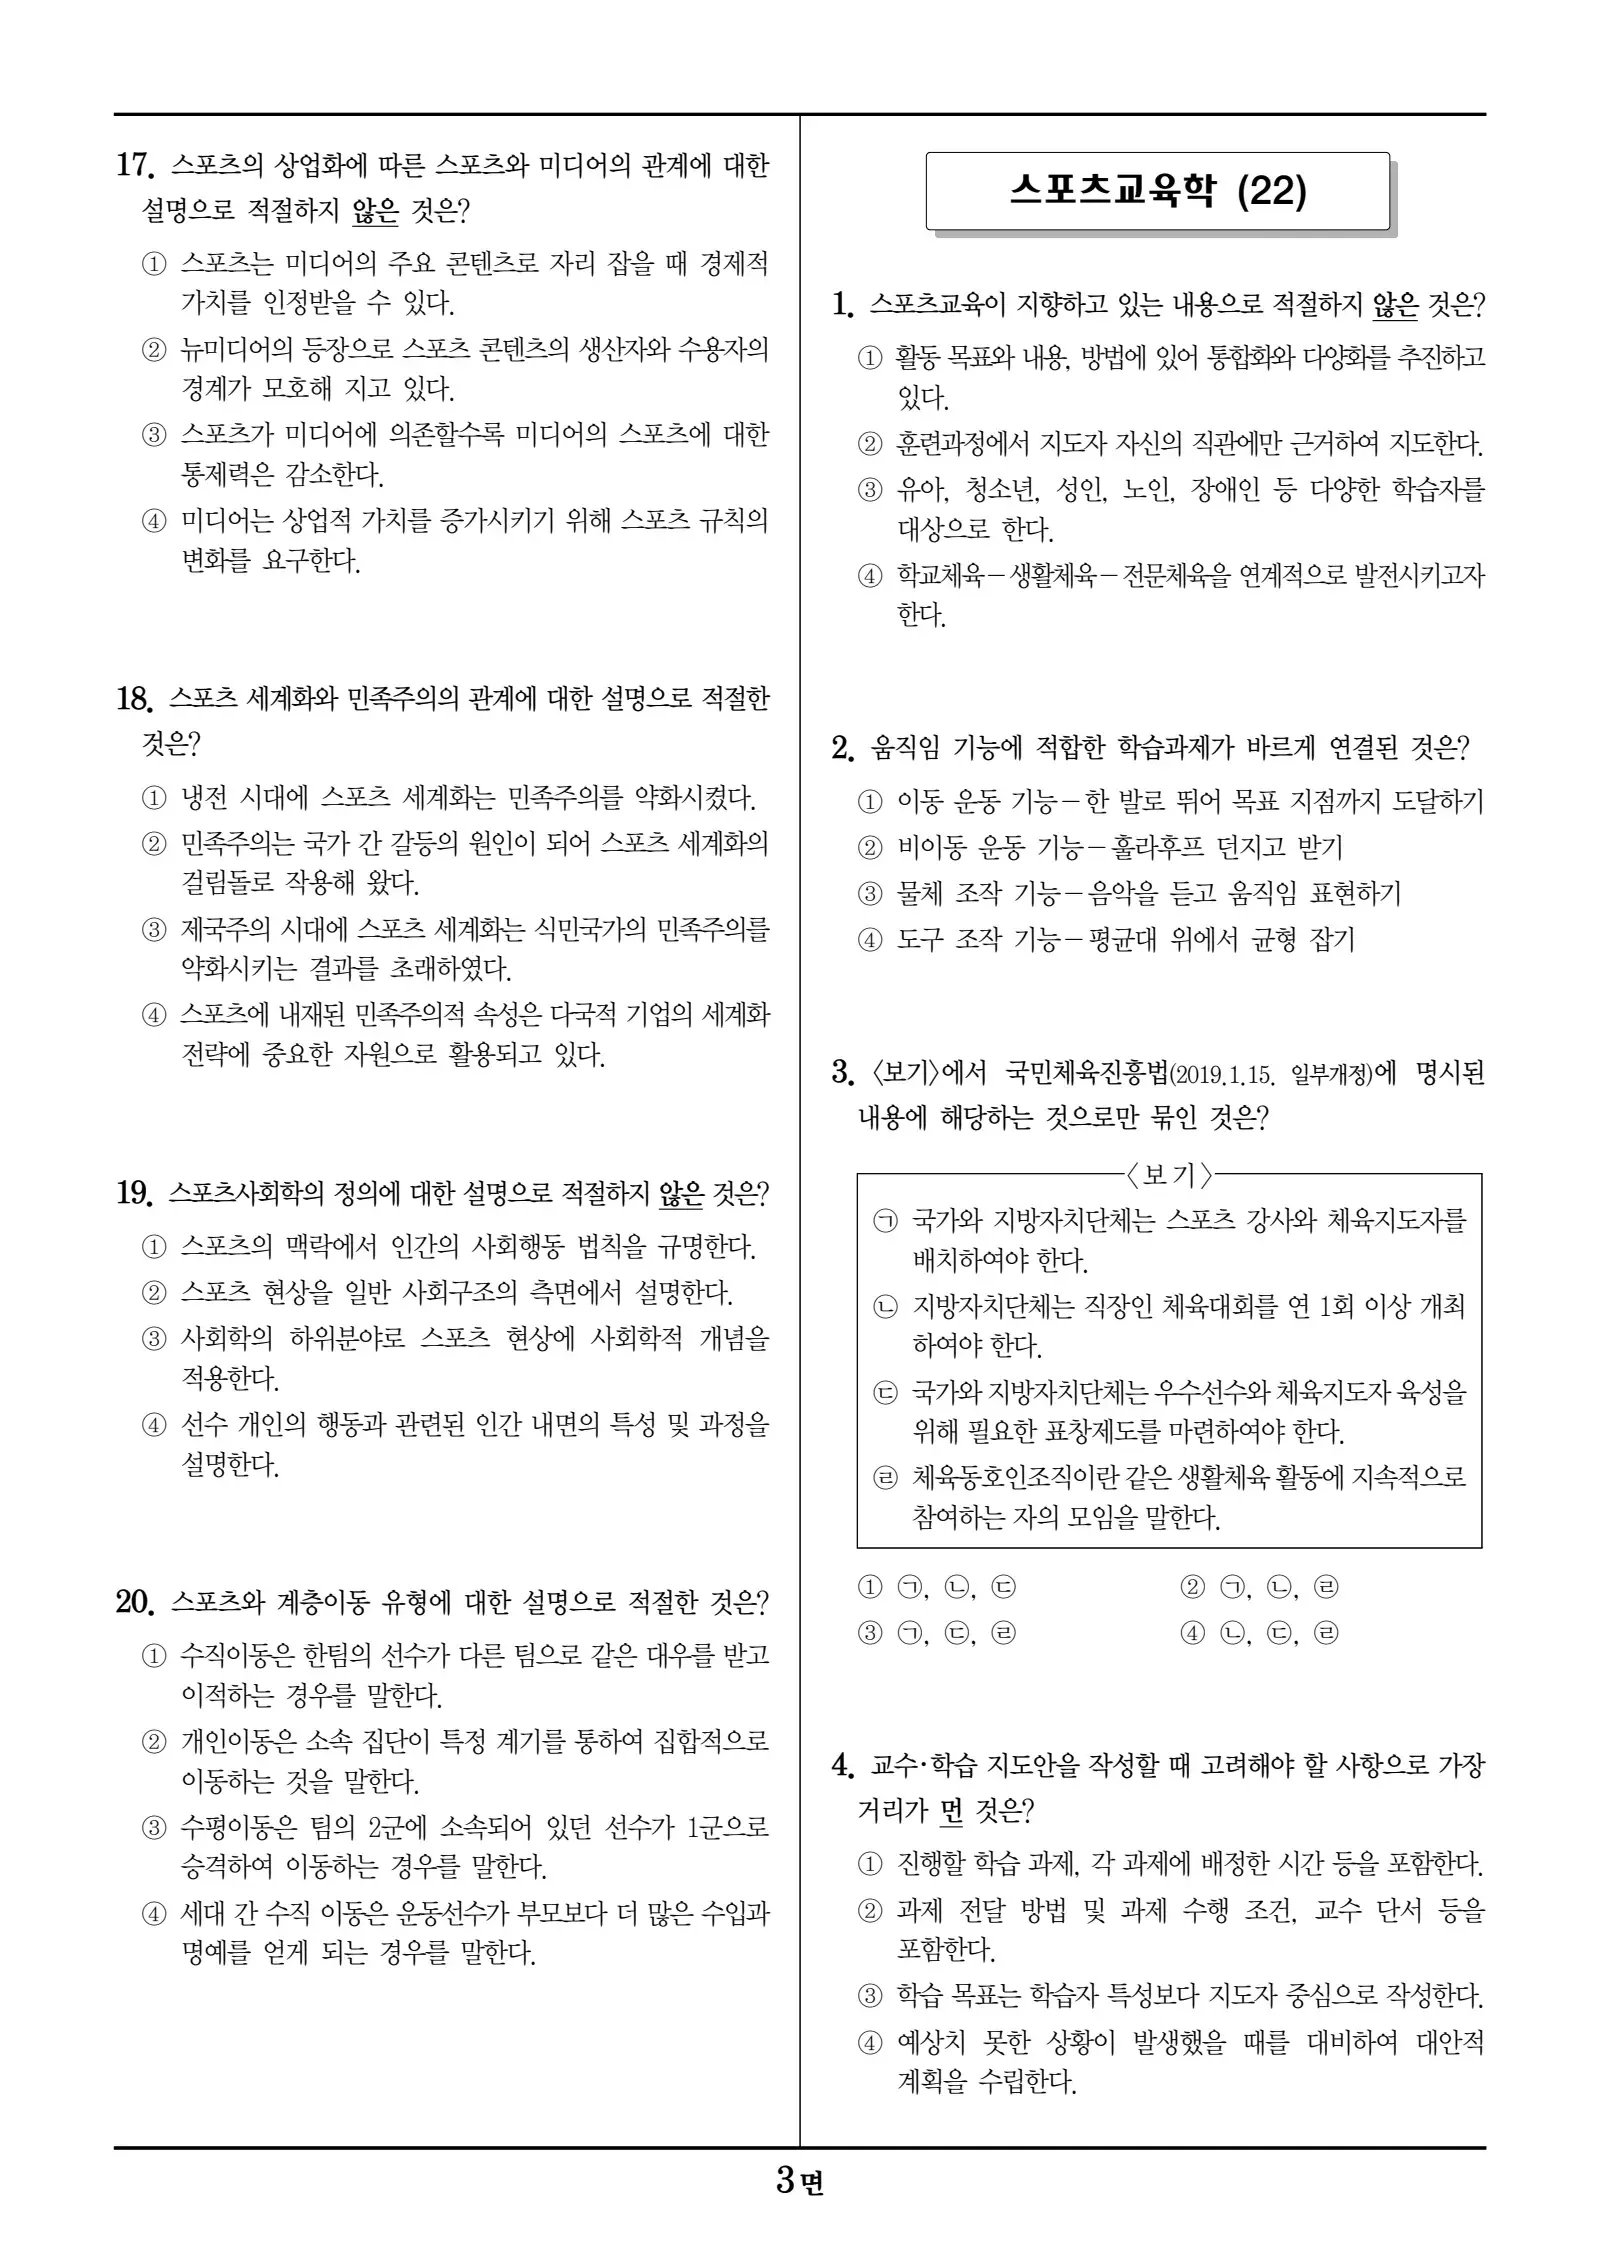 17. 스포츠의 상업화에 따른 스포츠와 미디어의 관계에 대한
설명으로 적절하지 않은 것은?
① 스포츠는 미디어의 주요 콘텐츠로 자리 잡을 때 경제적
가치를 인정받을 수 있다.
② 뉴미디어의 등장으로 스포츠 콘텐츠의 생산자와 수용자의
경계가 모호해 지고 있다.
③ 스포츠가 미디어에 의존할수록 미디어의 스포츠에 대한
통제력은 감소한다.
④ 미디어는 상업적 가치를 증가시키기 위해 스포츠 규칙의
변화를 요구한다.
18. 스포츠 세계화와 민족주의의 관계에 대한 설명으로 적절한
것은?
① 냉전 시대에 스포츠 세계화는 민족주의를 약화시켰다.
② 민족주의는 국가 간 갈등의 원인이 되어 스포츠 세계화의
걸림돌로 작용해 왔다.
③ 제국주의 시대에 스포츠 세계화는 식민국가의 민족주의를
약화시키는 결과를 초래하였다.
④ 스포츠에 내재된 민족주의적 속성은 다국적 기업의 세계화
전략에 중요한 자원으로 활용되고 있다.
19. 스포츠사회학의 정의에 대한 설명으로 적절하지 않은 것은?
① 스포츠의 맥락에서 인간의 사회행동 법칙을 규명한다.
② 스포츠 현상을 일반 사회구조의 측면에서 설명한다.
③ 사회학의 하위분야로 스포츠 현상에 사회학적 개념을
적용한다.
④ 선수 개인의 행동과 관련된 인간 내면의 특성 및 과정을
설명한다.
20. 스포츠와 계층이동 유형에 대한 설명으로 적절한 것은?
① 수직이동은 한팀의 선수가 다른 팀으로 같은 대우를 받고
이적하는 경우를 말한다.
② 개인이동은 소속 집단이 특정 계기를 통하여 집합적으로
이동하는 것을 말한다.
③ 수평이동은 팀의 2군에 소속되어 있던 선수가 1군으로
승격하여 이동하는 경우를 말한다.
④ 세대 간 수직 이동은 운동선수가 부모보다 더 많은 수입과
명예를 얻게 되는 경우를 말한다.
스포츠교육학 (22)
1. 스포츠교육이 지향하고 있는 내용으로 적절하지 않은 것은?
① 활동 목표와 내용, 방법에 있어 통합화와 다양화를 추진하고
있다.
② 훈련과정에서 지도자 자신의 직관에만 근거하여 지도한다.
③ 유아, 청소년, 성인, 노인, 장애인 등 다양한 학습자를
대상으로 한다.
④ 학교체육-생활체육-전문체육을 연계적으로 발전시키고자
한다.
2. 움직임 기능에 적합한 학습과제가 바르게 연결된 것은?
① 이동 운동 기능-한 발로 뛰어 목표 지점까지 도달하기
② 비이동 운동 기능-훌라후프 던지고 받기
③ 물체 조작 기능-음악을 듣고 움직임 표현하기
④ 도구 조작 기능-평균대 위에서 균형 잡기
3. 〈보기〉에서 국민체육진흥법(2019.1.15. 일부개정)에 명시된
내용에 해당하는 것으로만 묶인 것은?
〈보 기〉
㉠ 국가와 지방자치단체는 스포츠 강사와 체육지도자를
배치하여야 한다.
㉡ 지방자치단체는 직장인 체육대회를 연 1회 이상 개최
하여야 한다.
㉢ 국가와 지방자치단체는 우수선수와 체육지도자 육성을
위해 필요한 표창제도를 마련하여야 한다.
㉣ 체육동호인조직이란 같은 생활체육 활동에 지속적으로
참여하는 자의 모임을 말한다.
① ㉠, ㉡, ㉢ ② ㉠, ㉡, ㉣
③ ㉠, ㉢, ㉣ ④ ㉡, ㉢, ㉣
4. 교수·학습 지도안을 작성할 때 고려해야 할 사항으로 가장
거리가 먼 것은?
① 진행할 학습 과제, 각 과제에 배정한 시간 등을 포함한다.
② 과제 전달 방법 및 과제 수행 조건, 교수 단서 등을
포함한다.
③ 학습 목표는 학습자 특성보다 지도자 중심으로 작성한다.
④ 예상치 못한 상황이 발생했을 때를 대비하여 대안적
계획을 수립한다.
3면